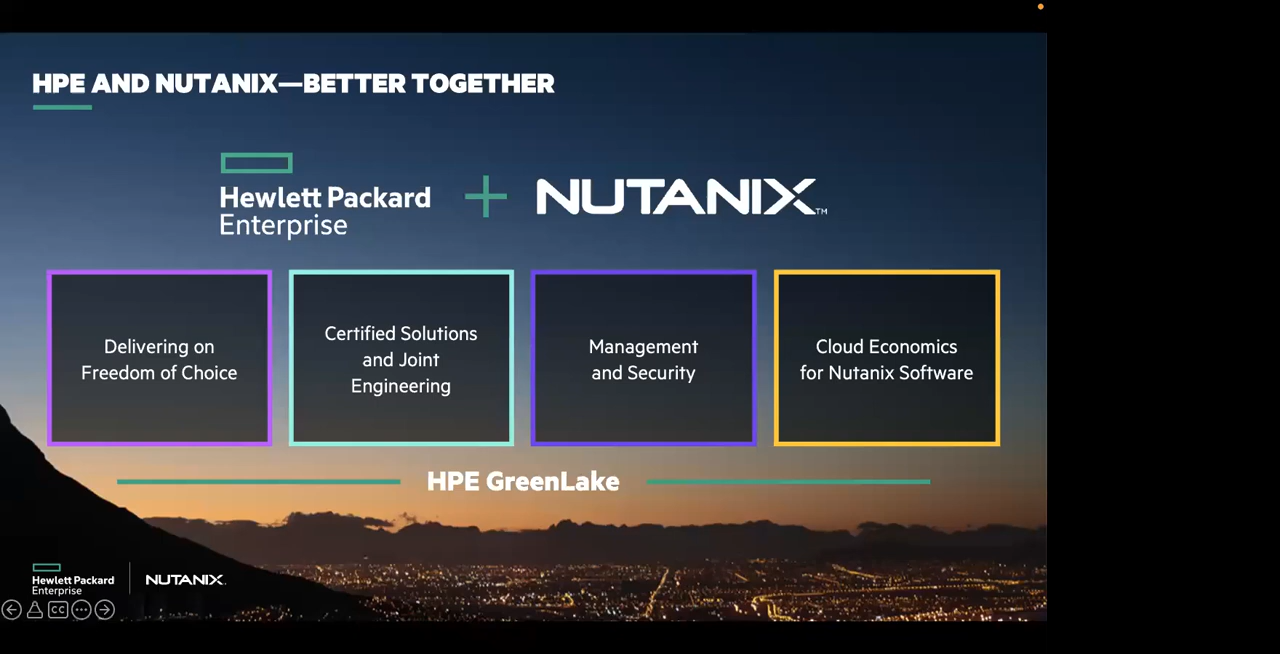 HPE AND NUTANIX—BETTER TOGETHER
Hewlett Packard
Enterprise
+
NUTANIX™
Delivering on
Freedom of Choice
Certified Solutions
and Joint
Engineering
Management
and Security
Cloud Economics
for Nutanix Software
HPE GreenLake
Hewlett Packard
Enterprise
NUTANIX.
CC